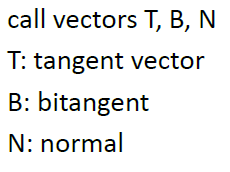 call vectors T, B, N
T: tangent vector
B: bitangent
N: normal